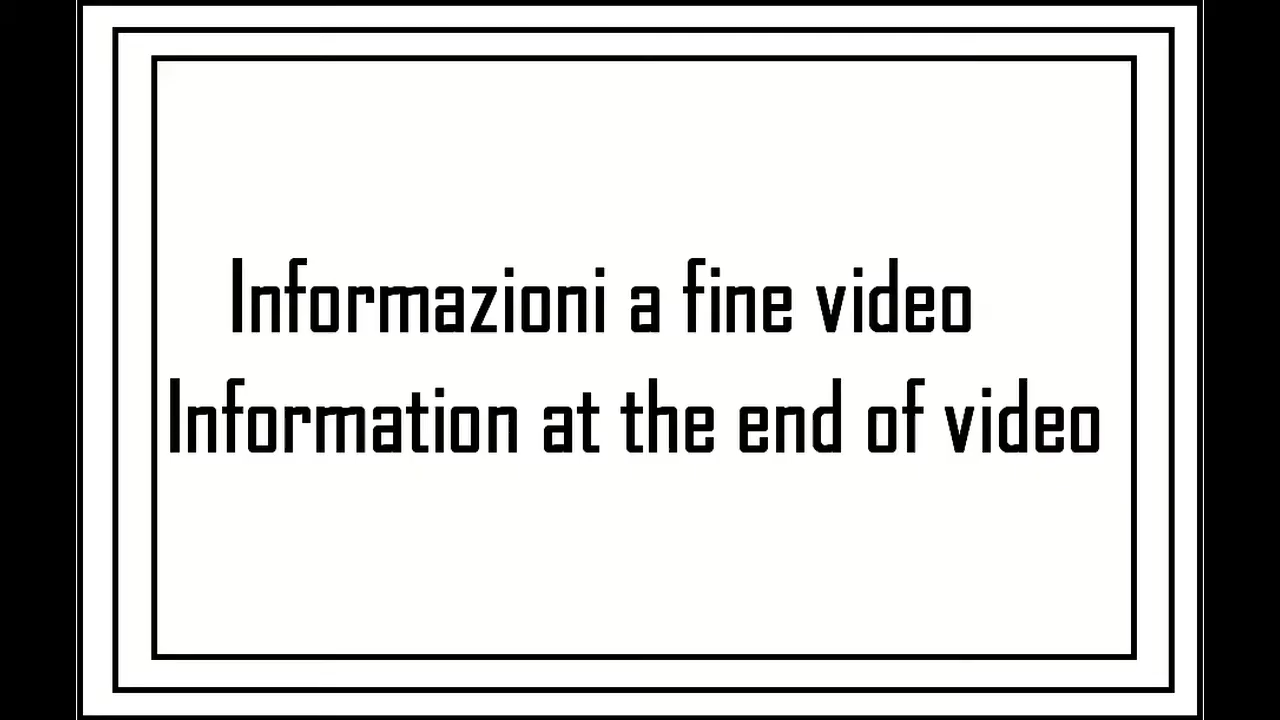 Informazioni a fine video
Information at the end of video